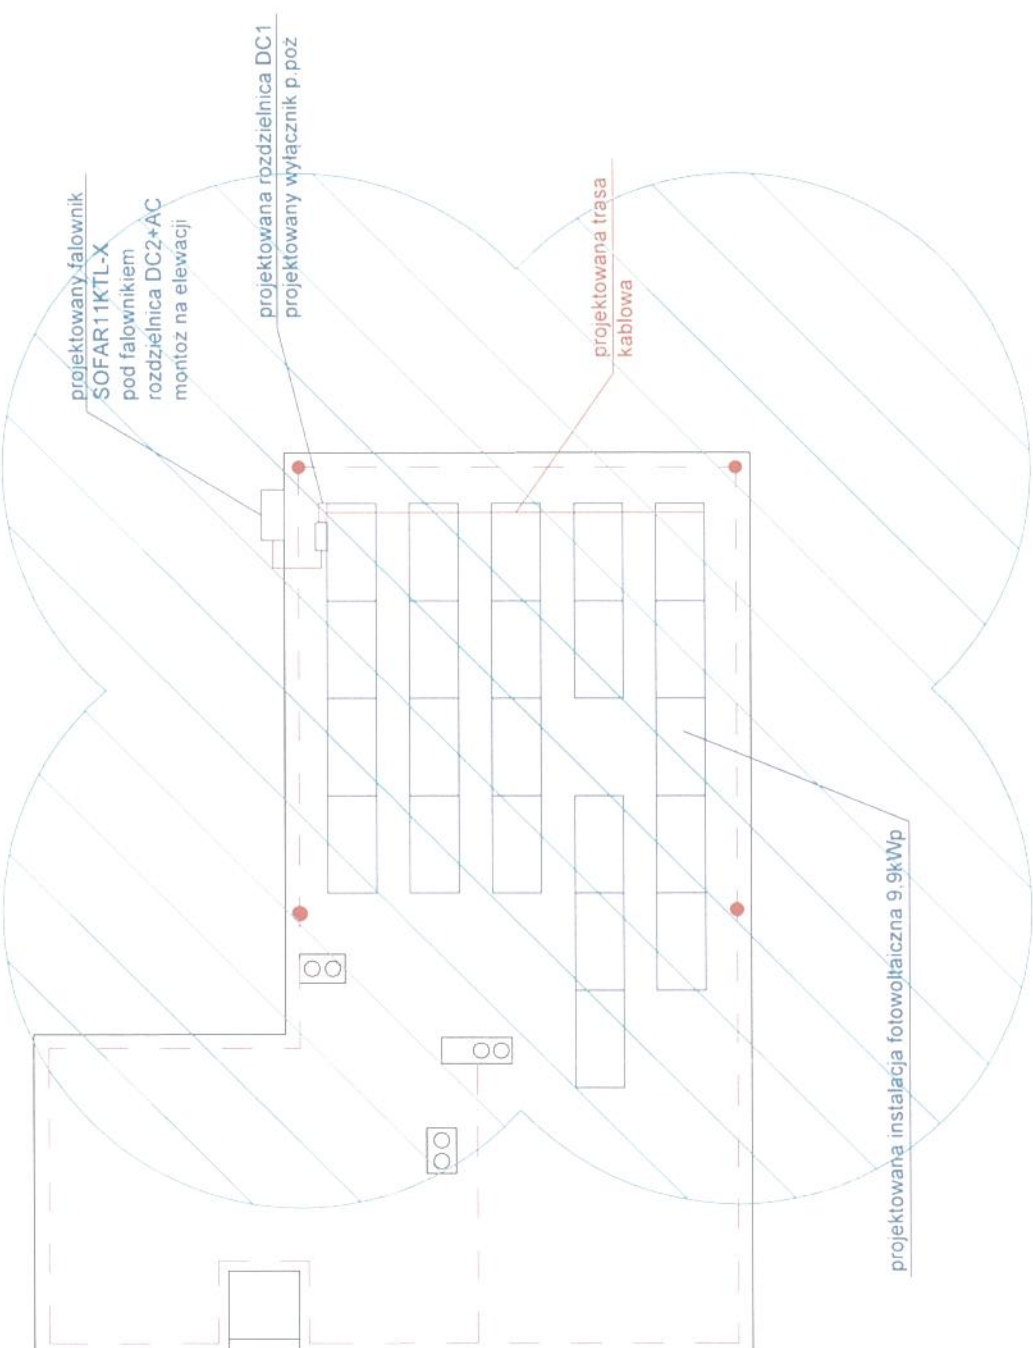 projektowany falownik
SOFAR11KTL-X
pod falownikiem
rozdzielnica DC2+AC
montoż na elewacji
projektowana rozdzielnica DC1
projektowany wyłącznik p.poż
projektowana trasa
kablowa
projektowana instalacja fotowoltaiczna 9,9kWp